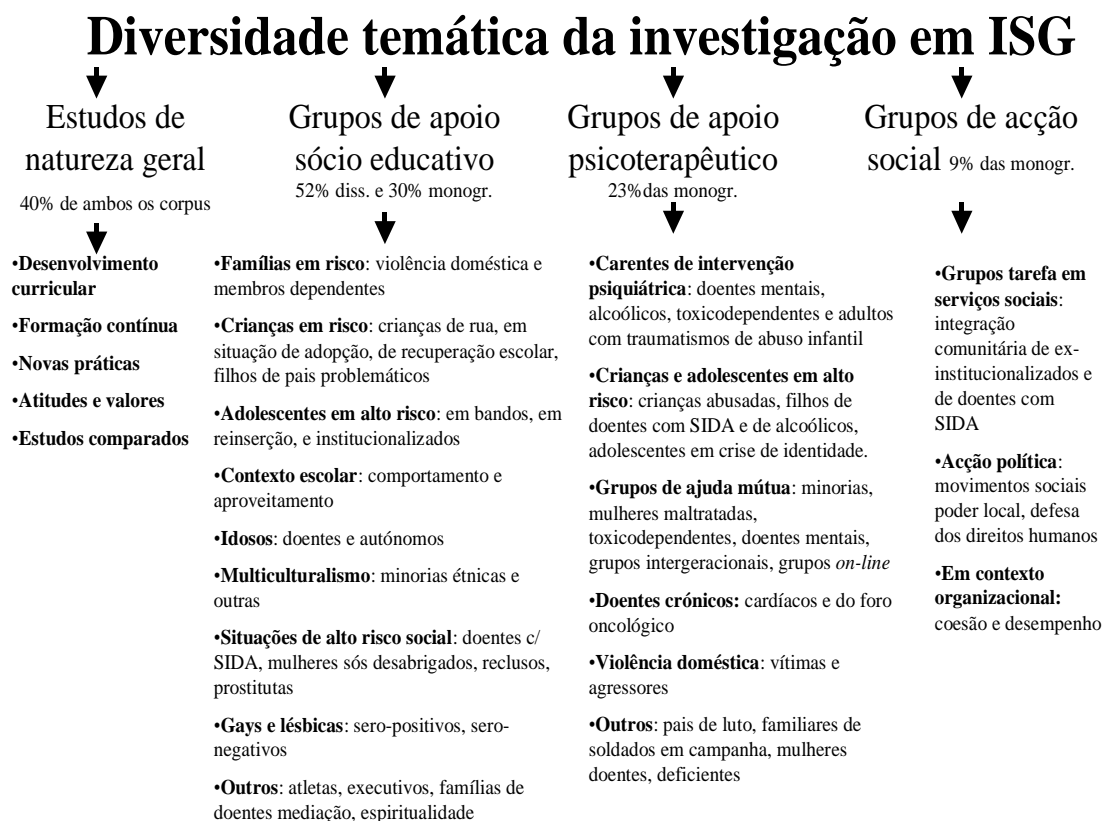 Diversidade temática da investigação em ISG
Estudos de
natureza geral
40% de ambos os corpus
•Desenvolvimento
curricular
•Formação contínua
•Novas práticas
•Atitudes e valores
•Estudos comparados
Grupos de apoio
sócio educativo
52% diss. e 30% monogr.
•Famílias em risco: violência doméstica e
membros dependentes
•Crianças em risco: crianças de rua, em
situação de adopção, de recuperação escolar,
filhos de pais problemáticos
•Adolescentes em alto risco: em bandos, em
reinserção, e institucionalizados
•Contexto escolar: comportamento e
aproveitamento
•Idosos: doentes e autónomos
•Multiculturalismo: minorias étnicas e
outras
•Situações de alto risco social: doentes c/
SIDA, mulheres sós desabrigados, reclusos,
prostitutas
•Gays e lésbicas: sero-positivos, sero-
negativos
•Outros: atletas, executivos, famílias de
doentes mediação, espiritualidade
Grupos de apoio
psicoterapêutico
23%das monogr.
•Carentes de intervenção
psiquiátrica: doentes mentais,
alcoólicos, toxicodependentes e adultos
com traumatismos de abuso infantil
•Crianças e adolescentes em alto
risco: crianças abusadas, filhos de
doentes com SIDA e de alcoólicos,
adolescentes em crise de identidade.
•Grupos de ajuda mútua: minorias,
mulheres maltratadas,
toxicodependentes, doentes mentais,
grupos intergeracionais, grupos on-line
•Doentes crónicos: cardíacos e do foro
oncológico
•Violência doméstica: vítimas e
agressores
•Outros: pais de luto, familiares de
soldados em campanha, mulheres
doentes, deficientes
Grupos de acção
social 9% das monogr.
•Grupos tarefa em
serviços sociais:
integração
comunitária de ex-
institucionalizados e
de doentes com
SIDA
•Acção política:
movimentos sociais
poder local, defesa
dos direitos humanos
•Em contexto
organizacional:
coesão e desempenho